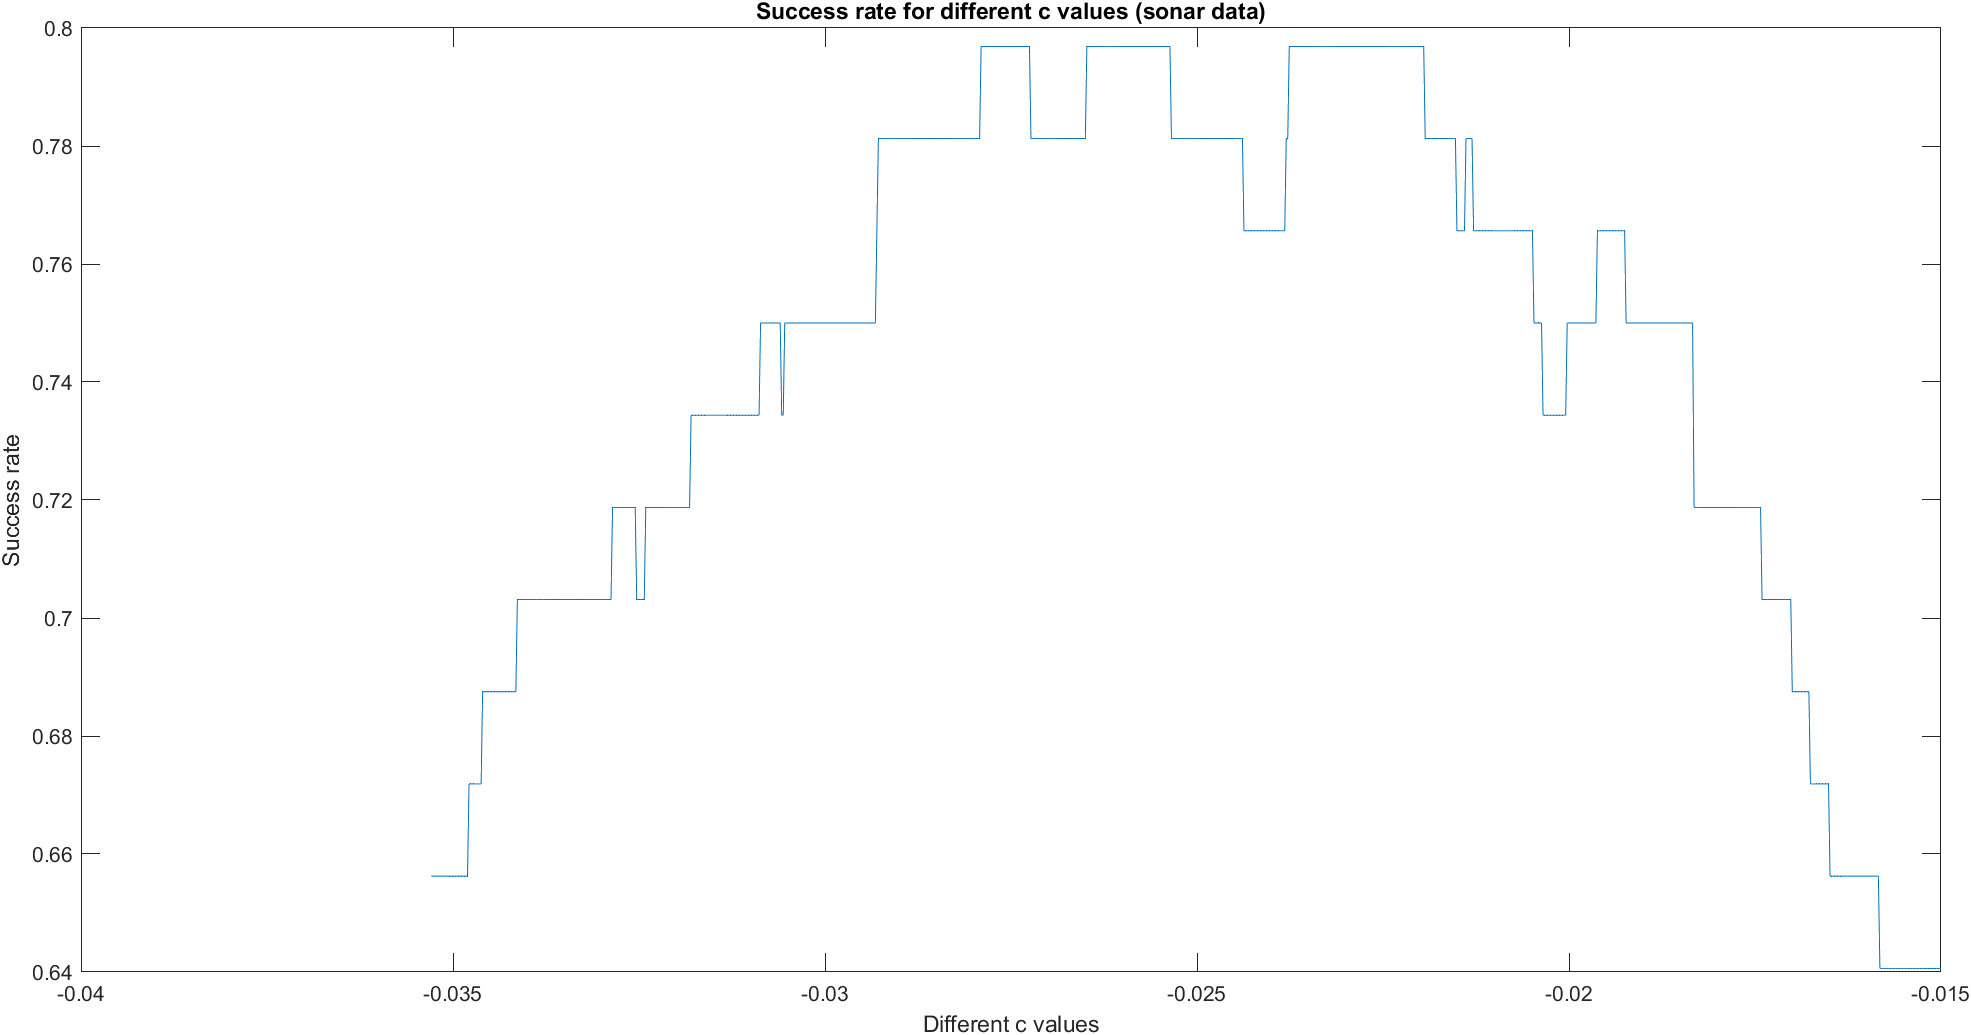 Success rate for different c values (sonar data)
0.8
0.78
0.76
0.74
0.72
0.7
0.68
0.66
0.64
Success rate
-0.04 -0.035 -0.03 -0.025 -0.02 -0.015
Different c values